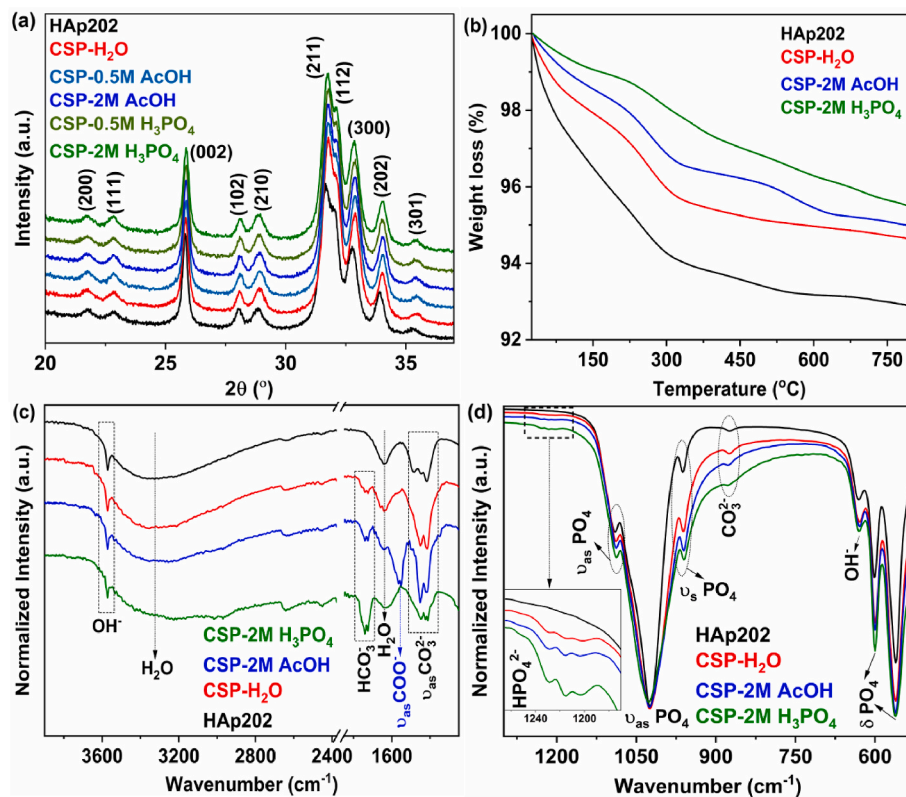 (a)
HAp202
CSP-H₂O
CSP-0.5M AcOH
CSP-2M AcOH
CSP-0.5M H₃PO₄
CSP-2M H₃PO₄
(200)
(111)
(002)
(102)
(210)
(211)
(112)
(300)
(202)
(301)
Intensity (a.u.)
20 25 30 35
2θ (°)
(b)
HAp202
CSP-H₂O
CSP-2M AcOH
CSP-2M H₃PO₄
Weight loss (%)
100
98
96
94
92
150 300 450 600 750
Temperature (°C)
(c)
Normalized Intensity (a.u.)
OH⁻
H₂O
HCO₃⁻
H₂O
υₐₛ COO⁻
υₐₛ CO₃²⁻
CSP-2M H₃PO₄
CSP-2M AcOH
CSP-H₂O
HAp202
3600 3000 2400 1600
Wavenumber (cm⁻¹)
(d)
Normalized Intensity (a.u.)
υₐₛ PO₄
υₛ PO₄
CO₃²⁻
OH⁻
HPO₄²⁻
1240 1200
υₐₛ PO₄
δ PO₄
HAp202
CSP-H₂O
CSP-2M AcOH
CSP-2M H₃PO₄
1200 1050 900 750 600
Wavenumber (cm⁻¹)